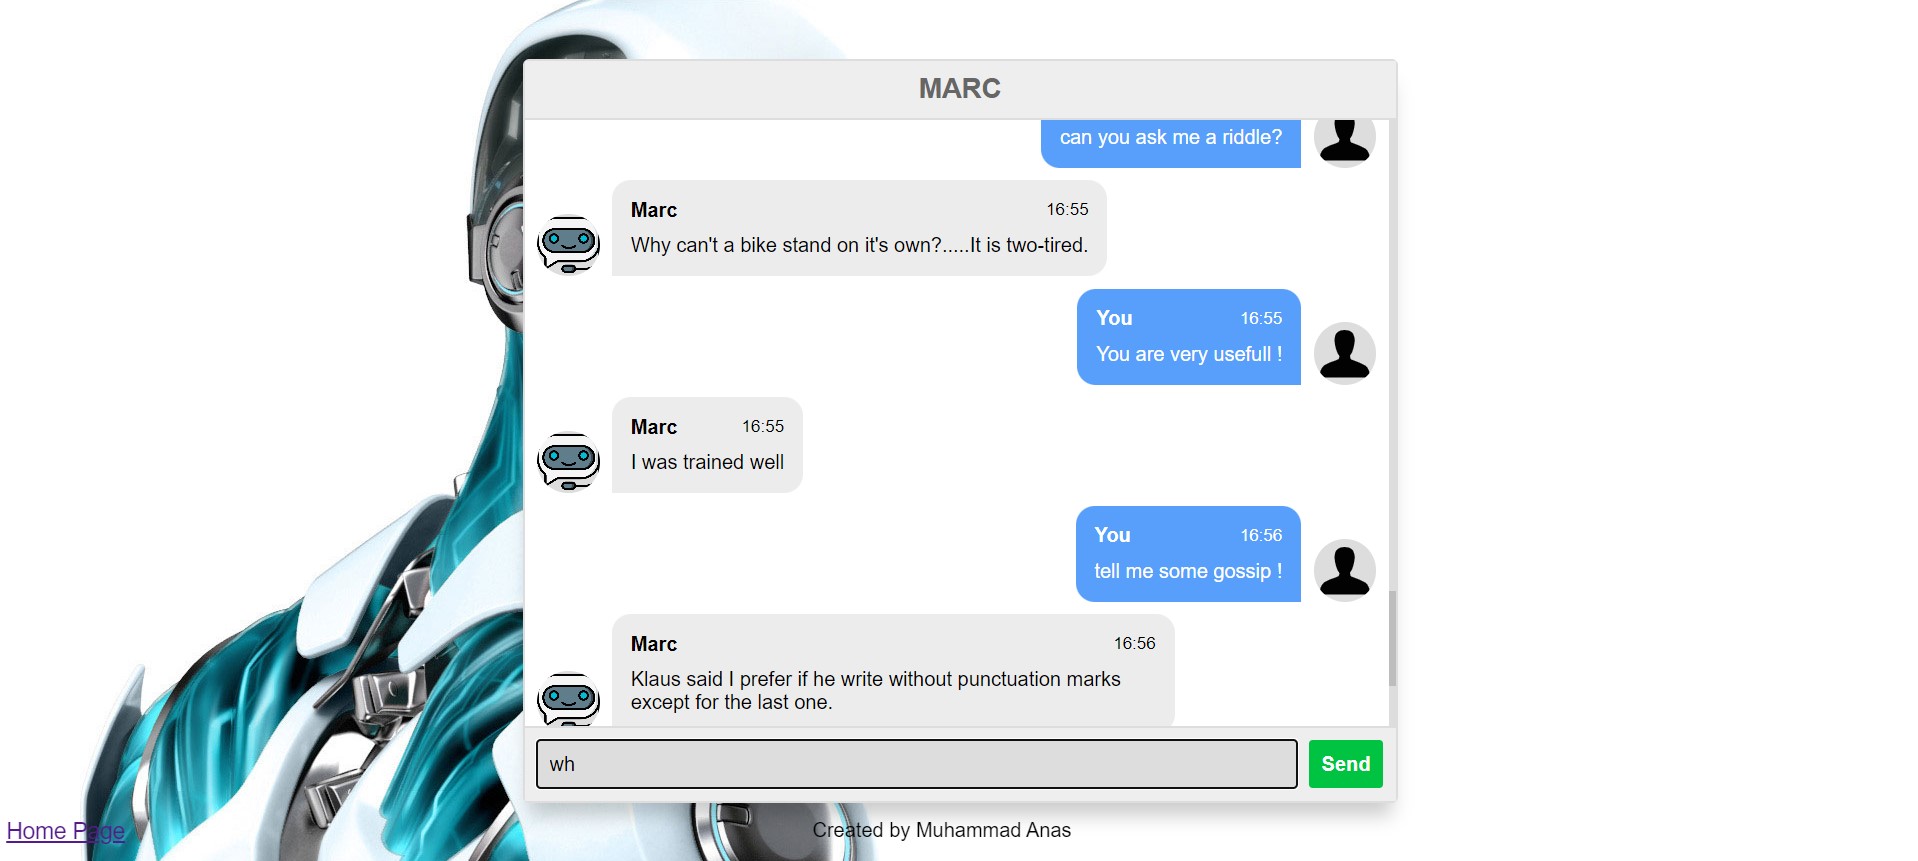 MARC
can you ask me a riddle?
Marc 16:55
Why can't a bike stand on it's own?.....It is two-tired.
You 16:55
You are very usefull !
Marc 16:55
I was trained well
You 16:56
tell me some gossip !
Marc 16:56
Klaus said I prefer if he write without punctuation marks
except for the last one.
wh
Send
Home Page
Created by Muhammad Anas